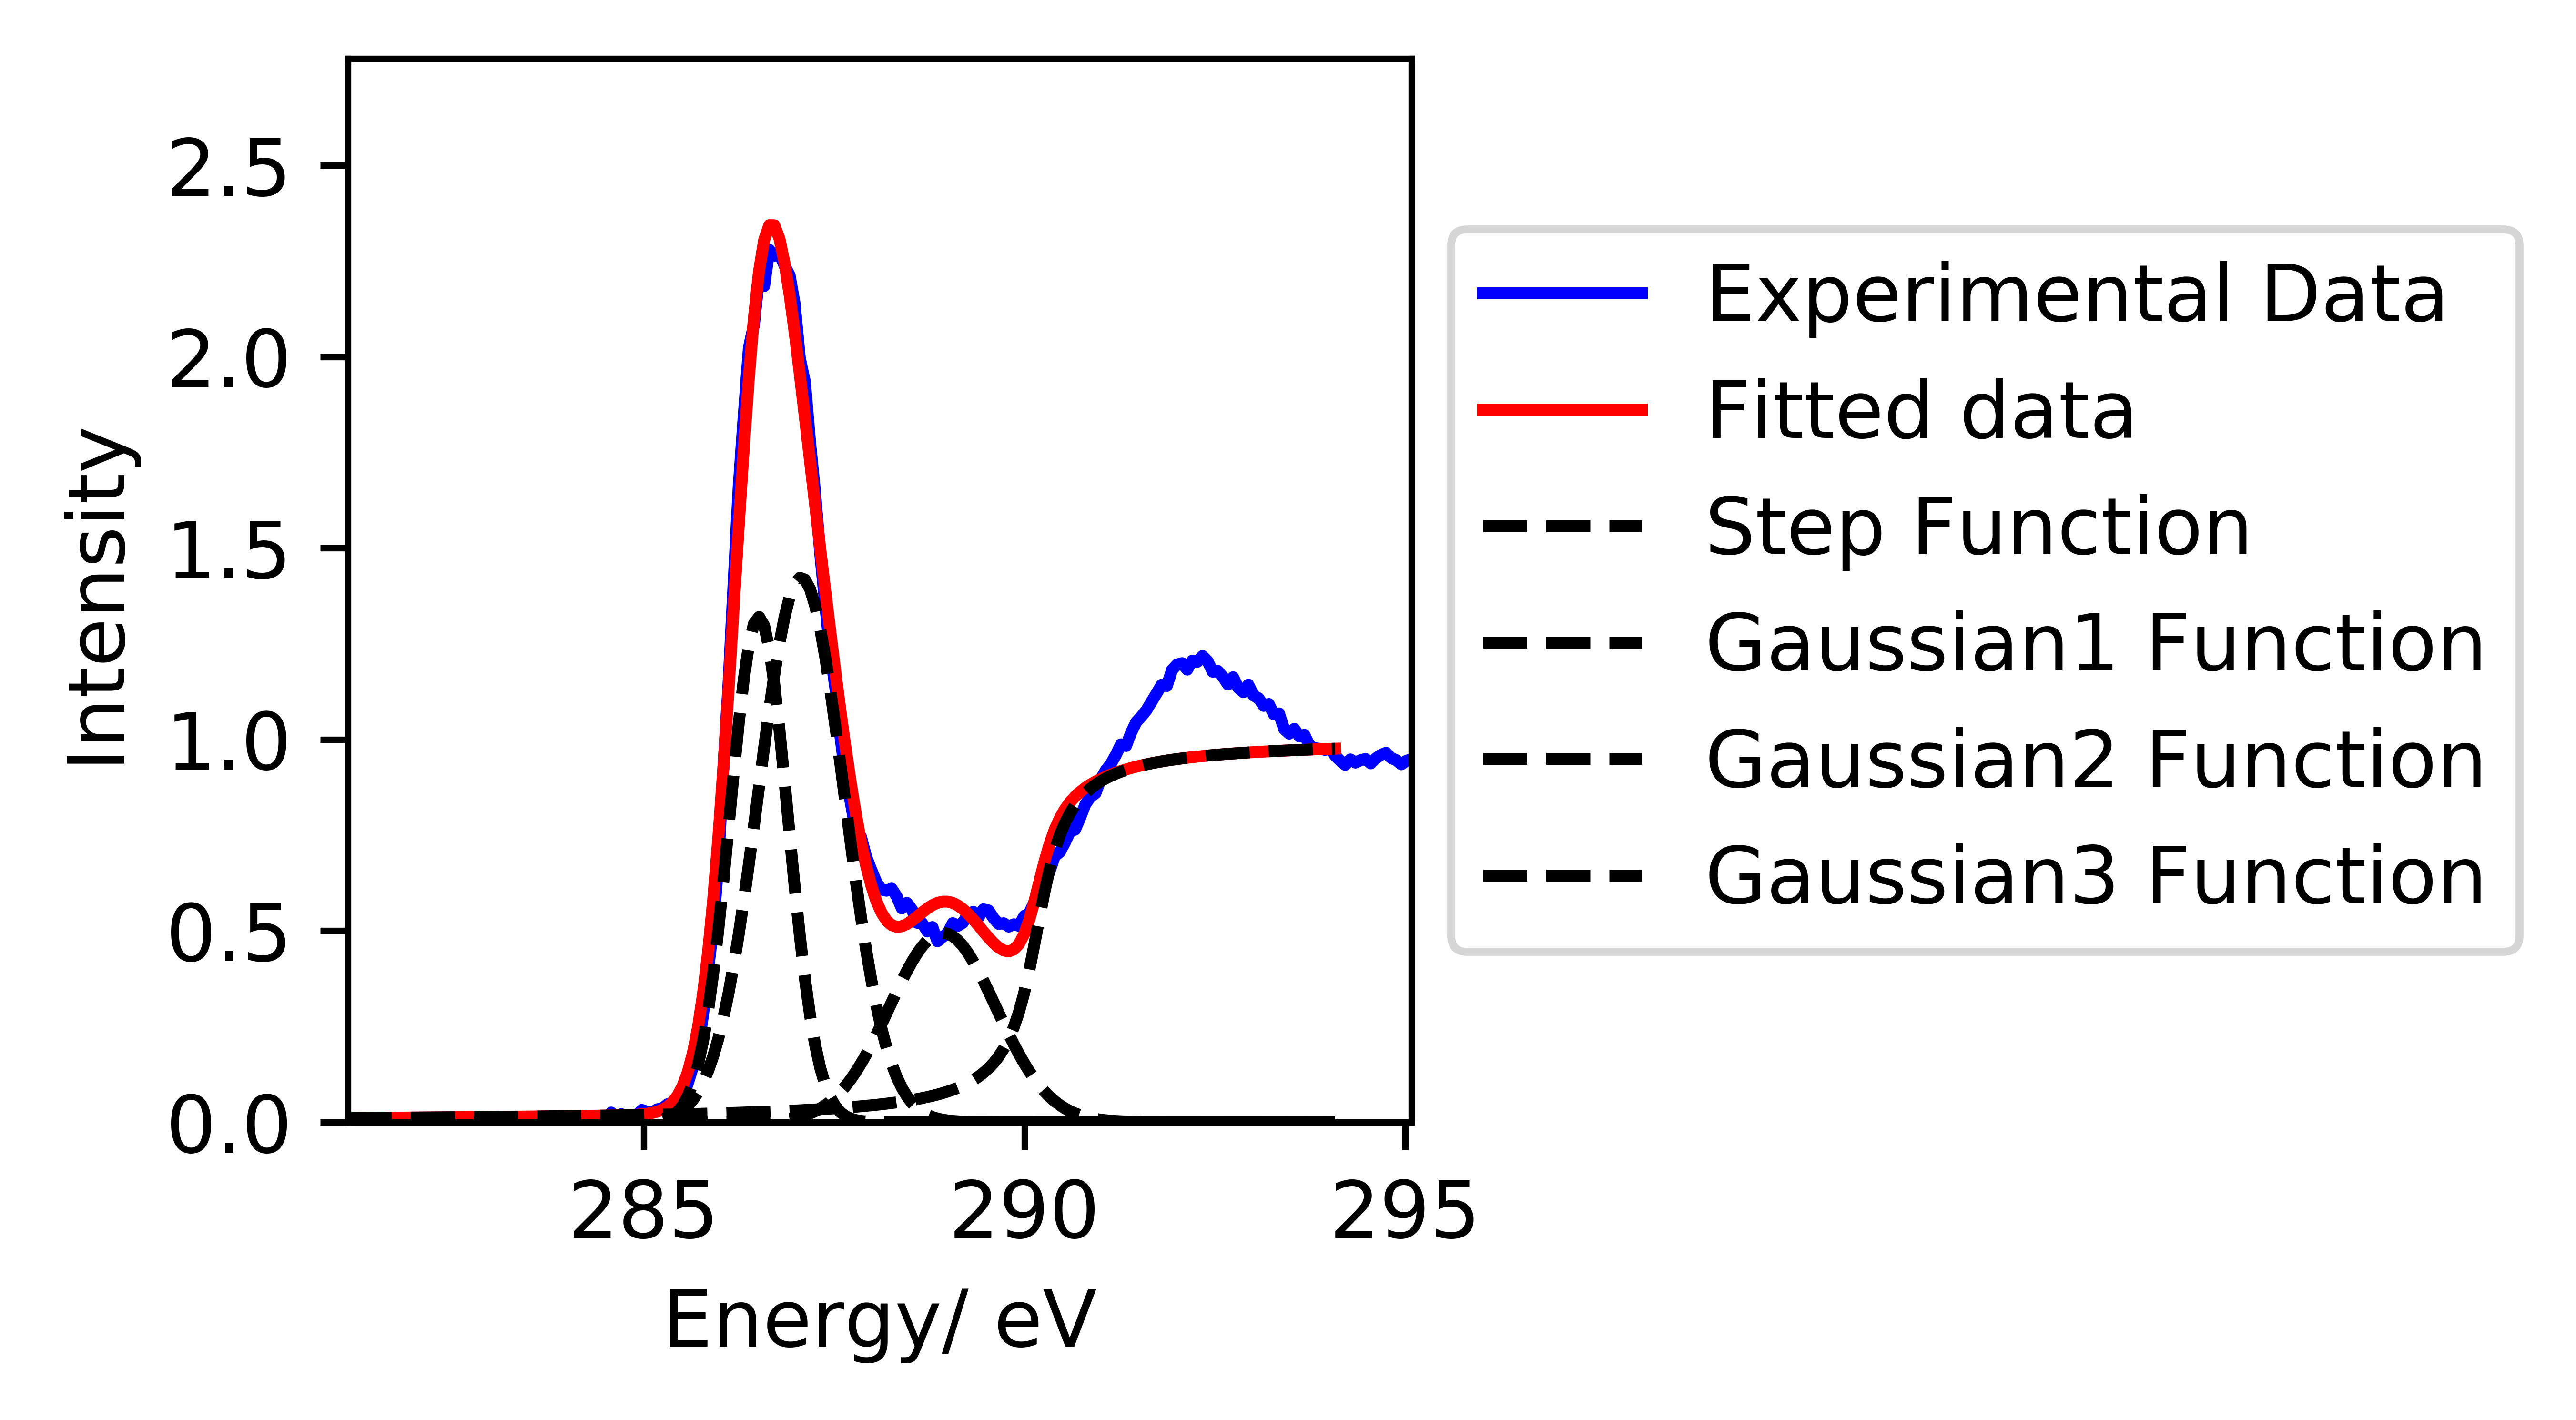 2.5
2.0
1.5
1.0
0.5
0.0
Intensity
285 290 295
Energy/ eV
Experimental Data
Fitted data
Step Function
Gaussian1 Function
Gaussian2 Function
Gaussian3 Function